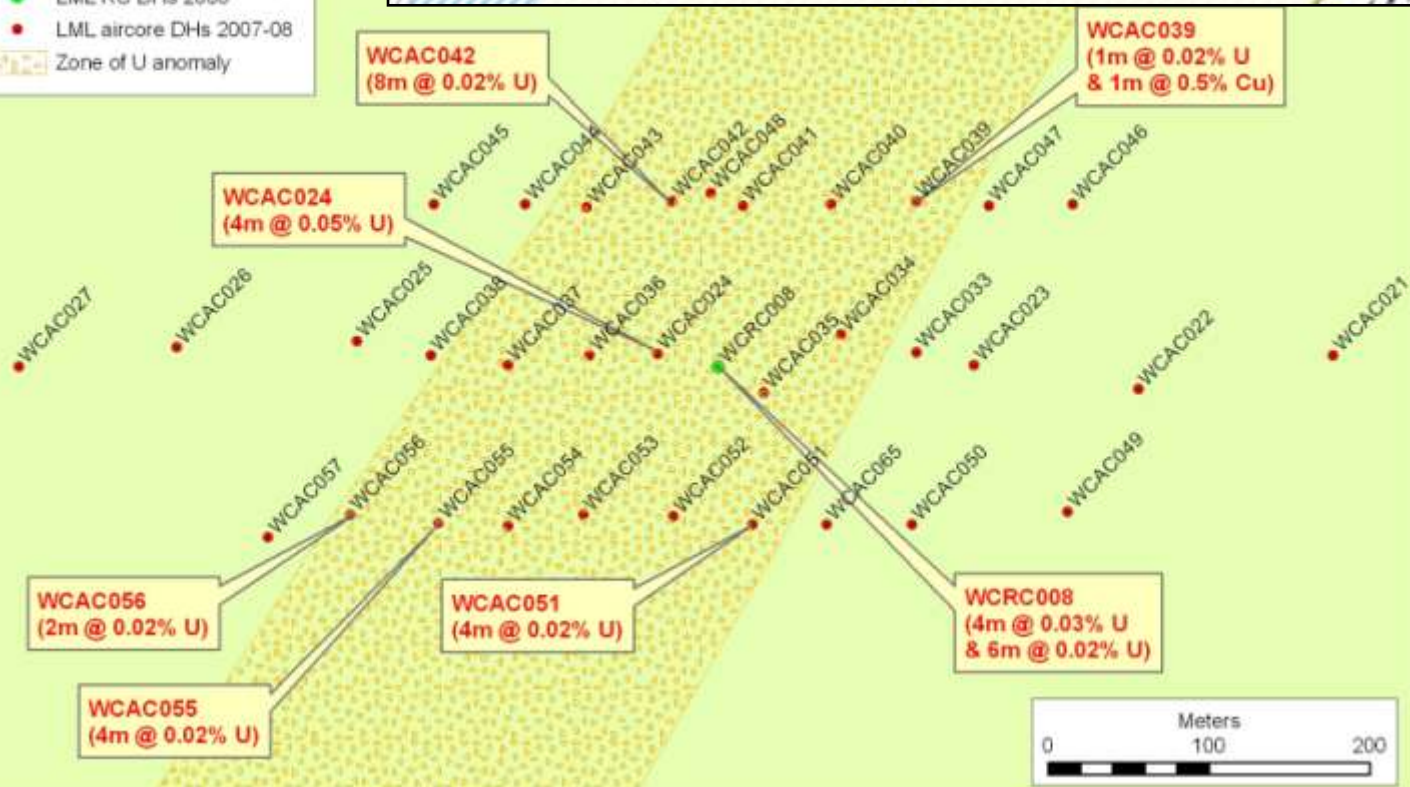 LML aircore DHs 2007-08
Zone of U anomaly
WCAC042
(8m @ 0.02% U)
WCAC039
(1m @ 0.02% U
& 1m @ 0.5% Cu)
WCAC045
WCAC044
WCAC043
WCAC042
WCAC048
WCAC041
WCAC040
WCAC039
WCAC047
WCAC046
WCAC024
(4m @ 0.05% U)
WCAC027
WCAC026
WCAC025
WCAC038
WCAC037
WCAC036
WCAC024
WCRC008
WCAC035
WCAC034
WCAC033
WCAC023
WCAC022
WCAC021
WCAC057
WCAC056
WCAC055
WCAC054
WCAC053
WCAC052
WCAC051
WCAC065
WCAC050
WCAC049
WCAC056
(2m @ 0.02% U)
WCAC051
(4m @ 0.02% U)
WCRC008
(4m @ 0.03% U
& 6m @ 0.02% U)
WCAC055
(4m @ 0.02% U)
Meters
0 100 200